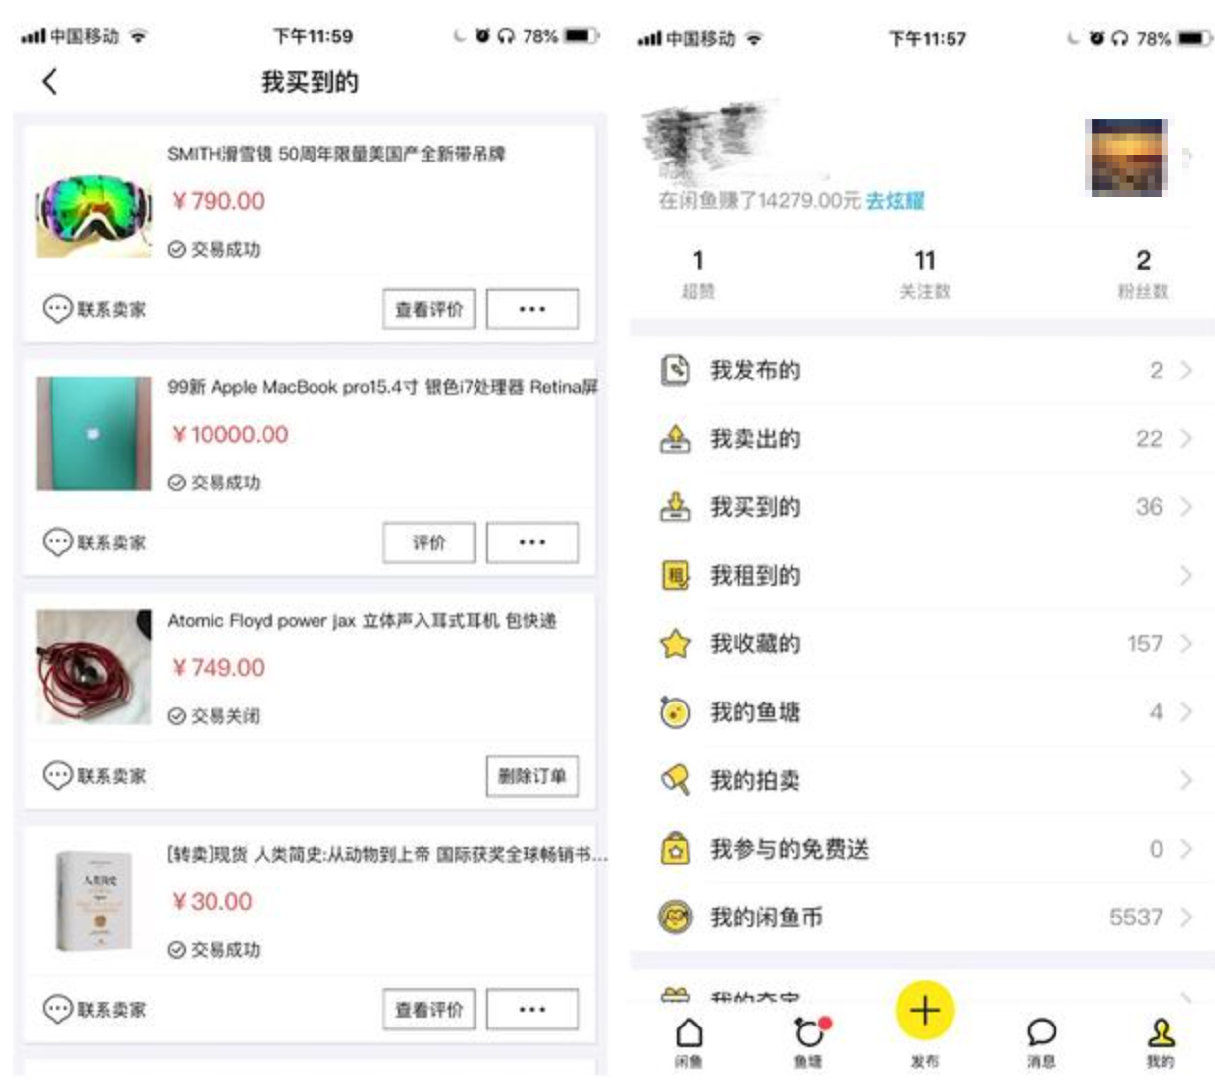 中国移动
下午11:59
78%
我买到的
SMITH滑雪镜 50周年限量美国产全新带吊牌
￥790.00
交易成功
联系卖家
查看评价
99新 Apple MacBook pro15.4寸 银色i7处理器 Retina屏
￥10000.00
交易成功
联系卖家
评价
Atomic Floyd power jax 立体声入耳式耳机 包快递
￥749.00
交易关闭
联系卖家
删除订单
[转卖]现货 人类简史:从动物到上帝 国际获奖全球畅销书...
人类简史
￥30.00
交易成功
联系卖家
查看评价
中国移动
下午11:57
78%
在闲鱼赚了14279.00元 去炫耀
1
11
2
超赞
关注数
粉丝数
我发布的 2
我卖出的 22
我买到的 36
租 我租到的
我收藏的 157
我的鱼塘 4
我的拍卖
我参与的免费送 0
我的闲鱼币 5537
我的夺宝
闲鱼
鱼塘
发布
消息
我的